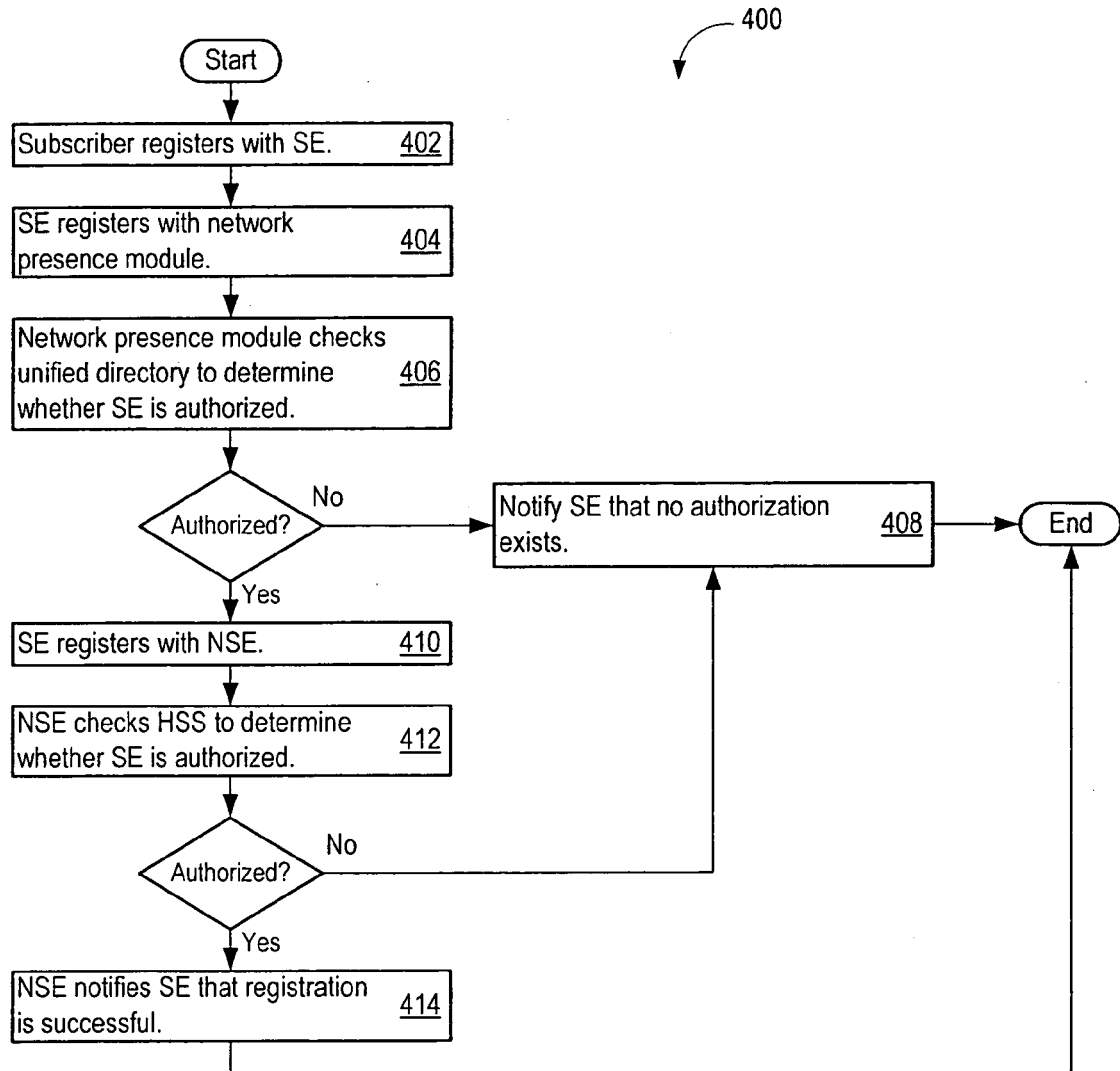 400
Start
Subscriber registers with SE. 402
SE registers with network
presence module. 404
Network presence module checks
unified directory to determine 406
whether SE is authorized.
Authorized?
No
Yes
Notify SE that no authorization
exists. 408
End
SE registers with NSE. 410
NSE checks HSS to determine
whether SE is authorized. 412
Authorized?
No
Yes
NSE notifies SE that registration
is successful. 414